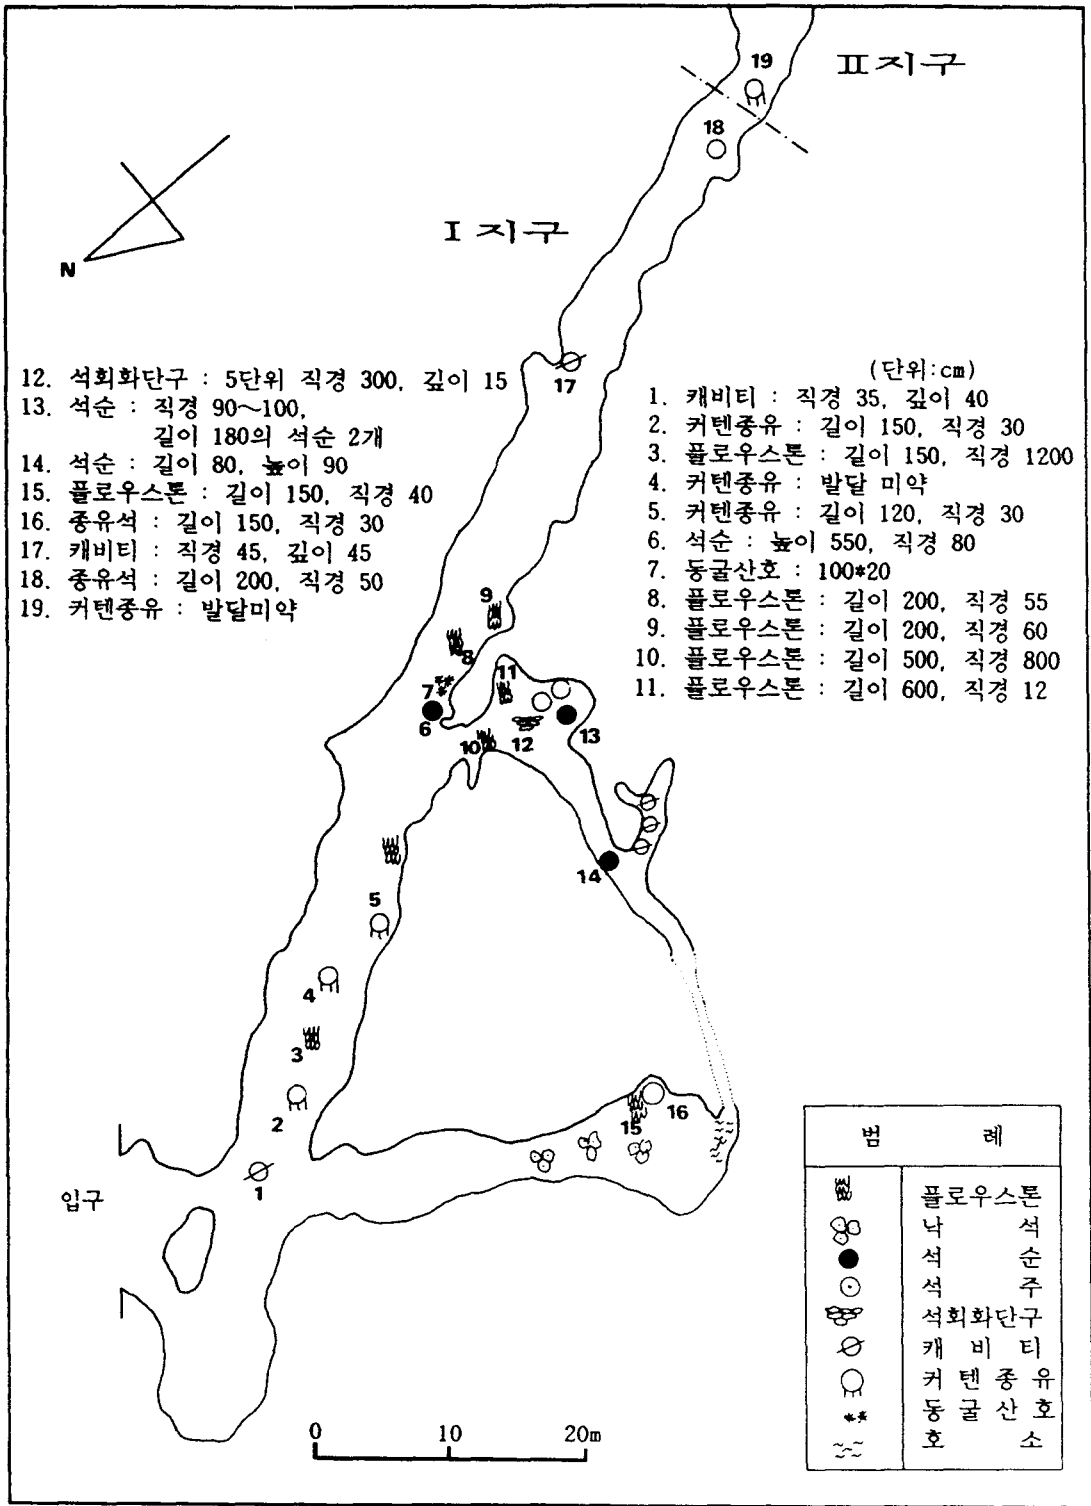 II 지구
19
18
I 지구
N
17
12. 석회화단구 : 5단위 직경 300, 깊이 15
13. 석순 : 직경 90~100,
길이 180의 석순 2개
14. 석순 : 길이 80, 높이 90
15. 플로우스톤 : 길이 150, 직경 40
16. 종유석 : 길이 150, 직경 30
17. 캐비티 : 직경 45, 깊이 45
18. 종유석 : 길이 200, 직경 50
19. 커텐종유 : 발달미약
(단위:cm)
1. 캐비티 : 직경 35, 깊이 40
2. 커텐종유 : 길이 150, 직경 30
3. 플로우스톤 : 길이 150, 직경 1200
4. 커텐종유 : 발달 미약
5. 커텐종유 : 길이 120, 직경 30
6. 석순 : 높이 550, 직경 80
7. 동굴산호 : 100*20
8. 플로우스톤 : 길이 200, 직경 55
9. 플로우스톤 : 길이 200, 직경 60
10. 플로우스톤 : 길이 500, 직경 800
11. 플로우스톤 : 길이 600, 직경 12
9
8
11
7
6
10
12
13
14
5
4
3
2
15
16
1
입구
범 례
플로우스톤
낙 석
석 순
석 주
석회화단구
캐 비 티
커 텐 종 유
동 굴 산 호
호 소
0 10 20m